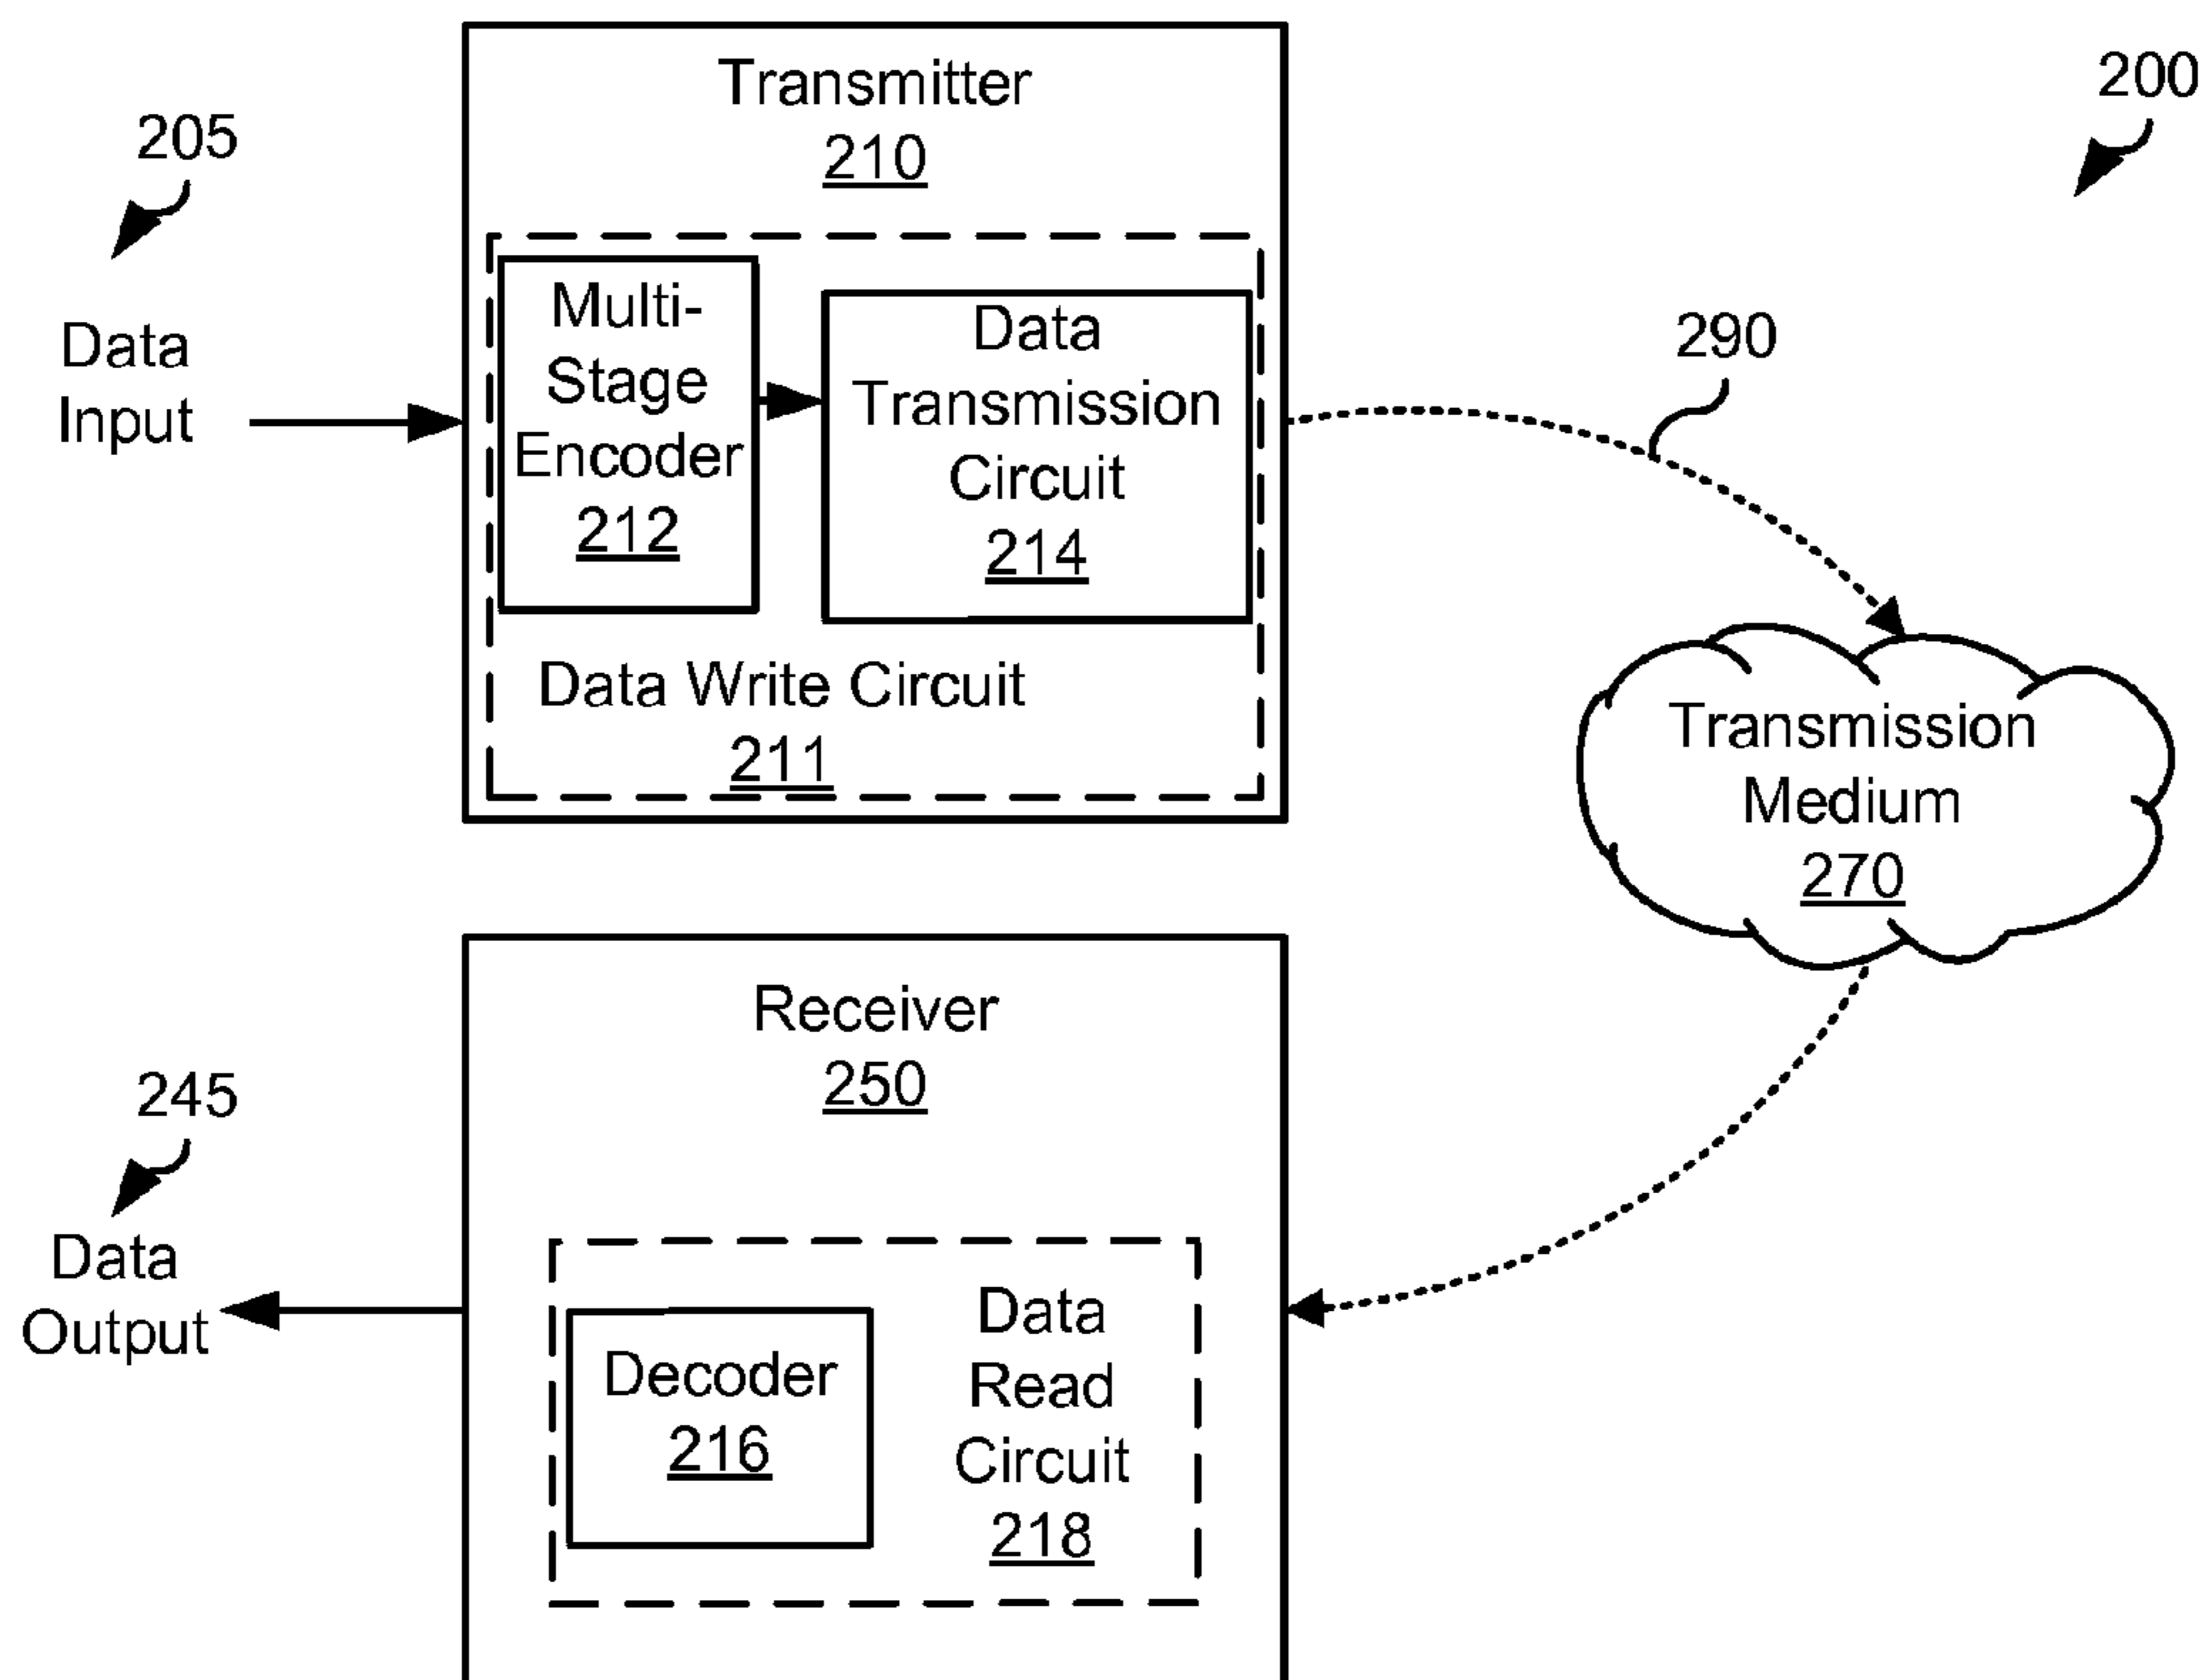 Transmitter
210
200
205
Data
Input
Multi-
Stage
Encoder
212
Data
Transmission
Circuit
214
Data Write Circuit
211
290
Transmission
Medium
270
Receiver
250
245
Data
Output
Decoder
216
Data
Read
Circuit
218